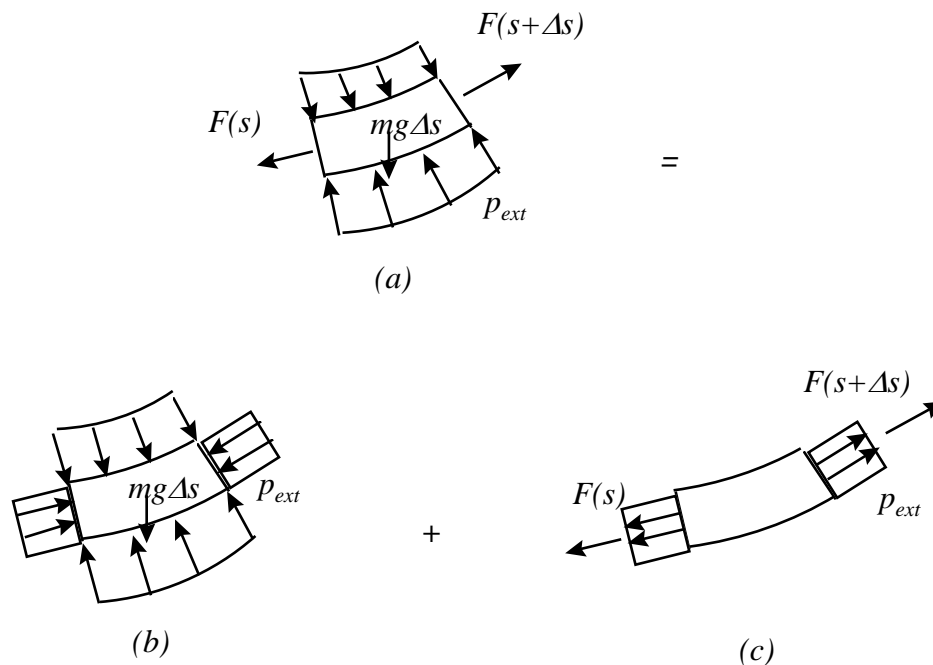 F(s+Δs)
F(s)
mgΔs
=
p_ext
(a)
F(s+Δs)
mgΔs
p_ext
F(s)
p_ext
+
(b)
(c)